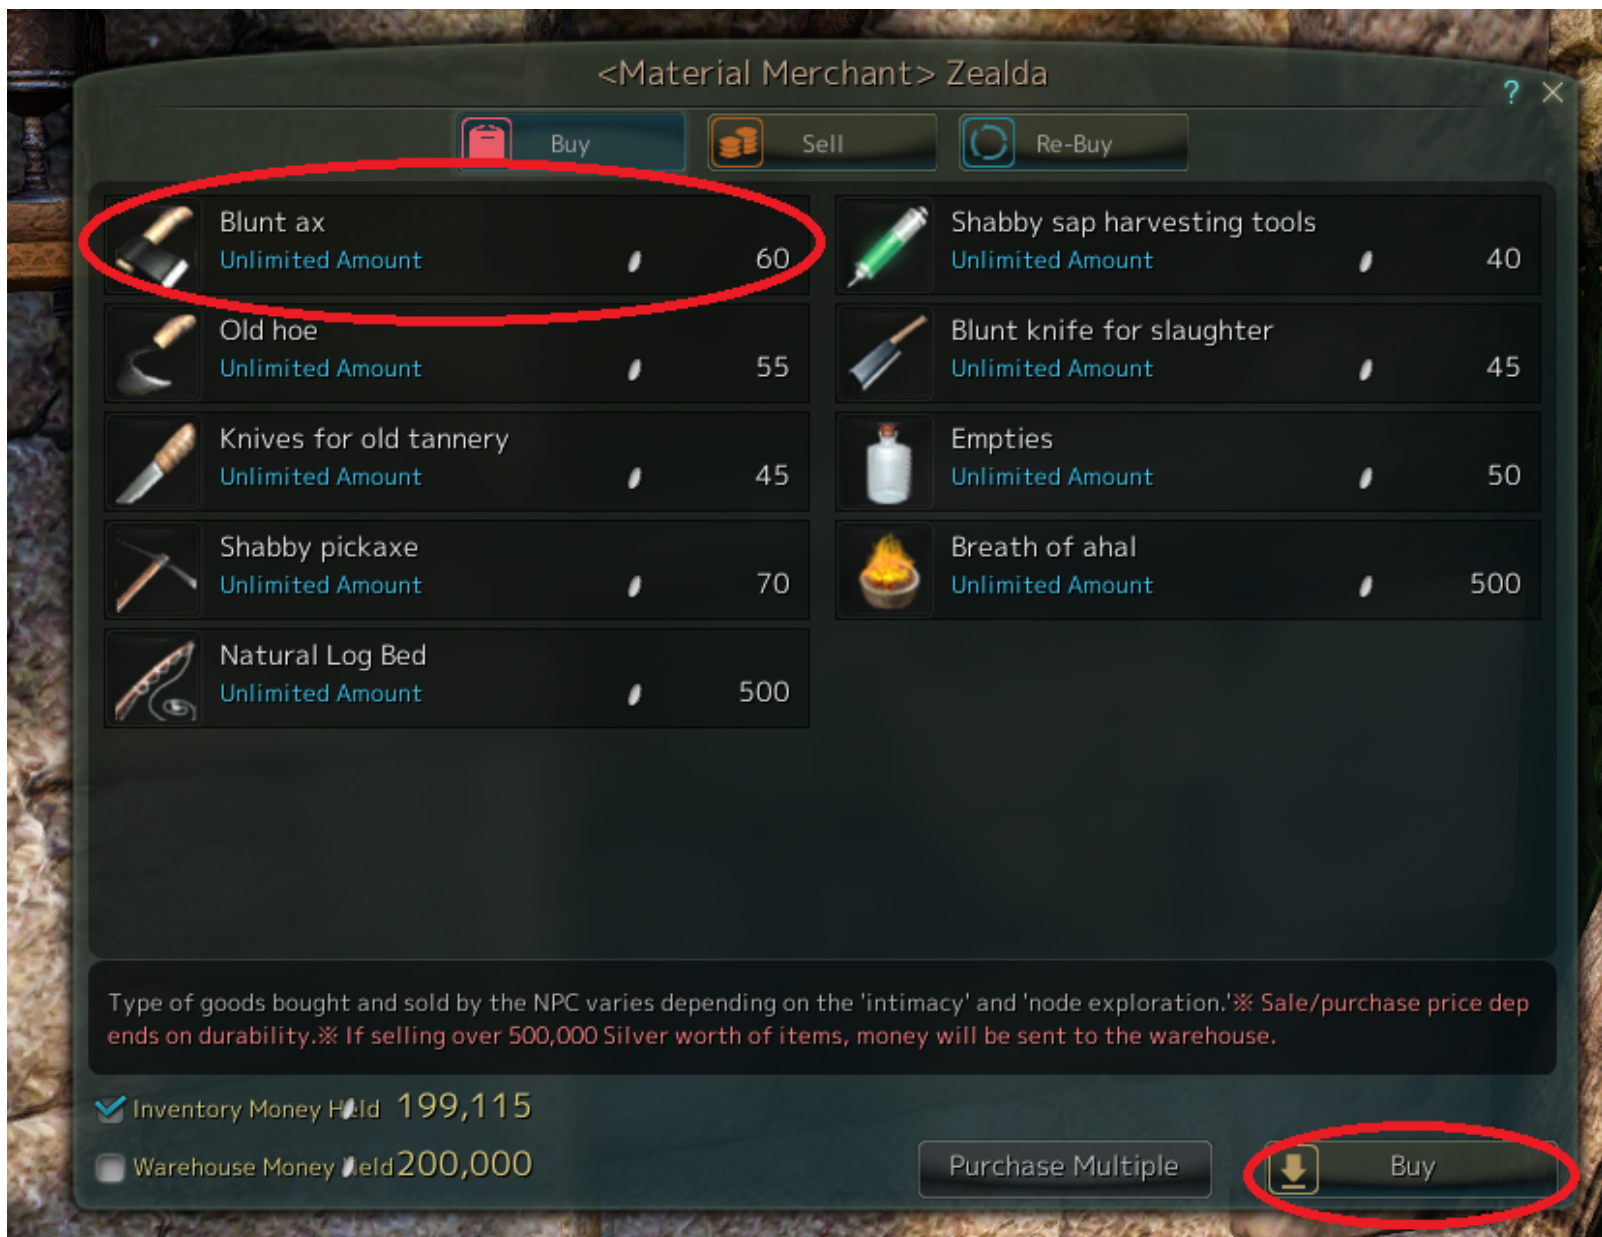 <Material Merchant> Zealda
?
Buy
Sell
Re-Buy
Blunt ax
Unlimited Amount 60
Shabby sap harvesting tools
Unlimited Amount 40
Old hoe
Unlimited Amount 55
Blunt knife for slaughter
Unlimited Amount 45
Knives for old tannery
Unlimited Amount 45
Empties
Unlimited Amount 50
Shabby pickaxe
Unlimited Amount 70
Breath of ahal
Unlimited Amount 500
Natural Log Bed
Unlimited Amount 500
Type of goods bought and sold by the NPC varies depending on the 'intimacy' and 'node exploration.'※ Sale/purchase price dep
ends on durability.※ If selling over 500,000 Silver worth of items, money will be sent to the warehouse.
Inventory Money Held 199,115
Warehouse Money Held 200,000
Purchase Multiple
Buy